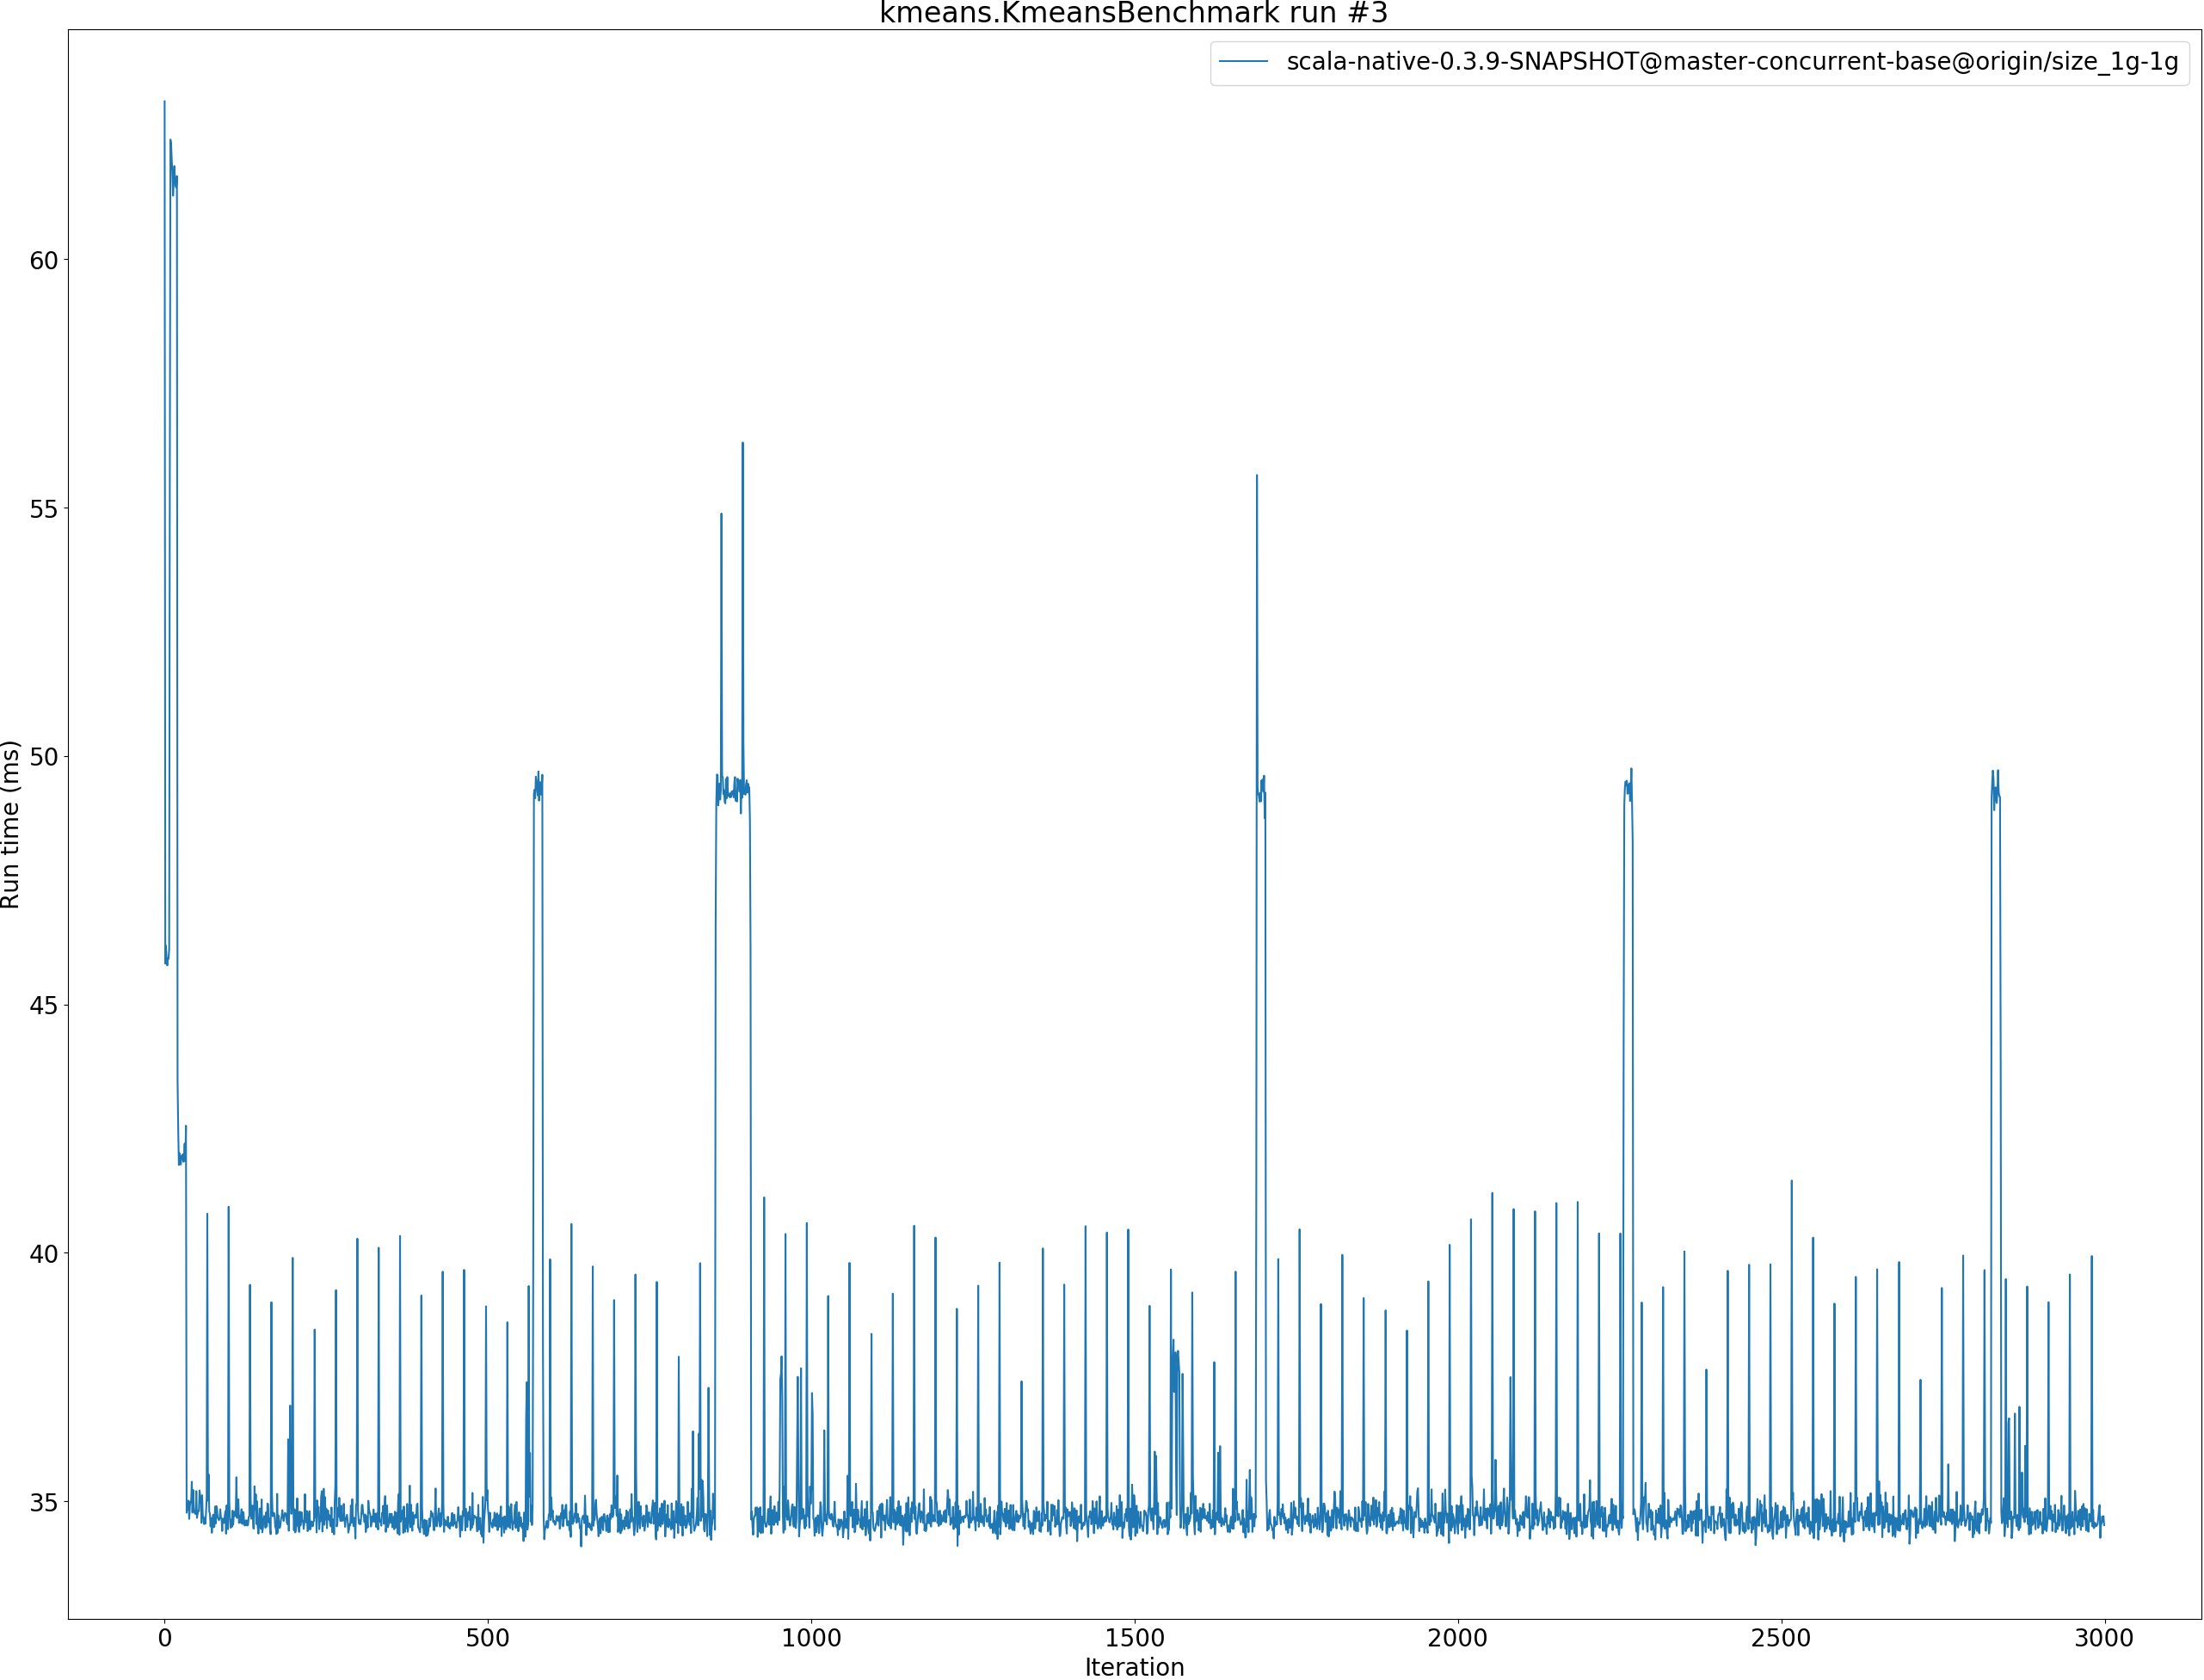 kmeans.KmeansBenchmark run #3
scala-native-0.3.9-SNAPSHOT@master-concurrent-base@origin/size_1g-1g
60
55
50
45
40
35
Run time (ms)
0 500 1000 1500 2000 2500 3000
Iteration